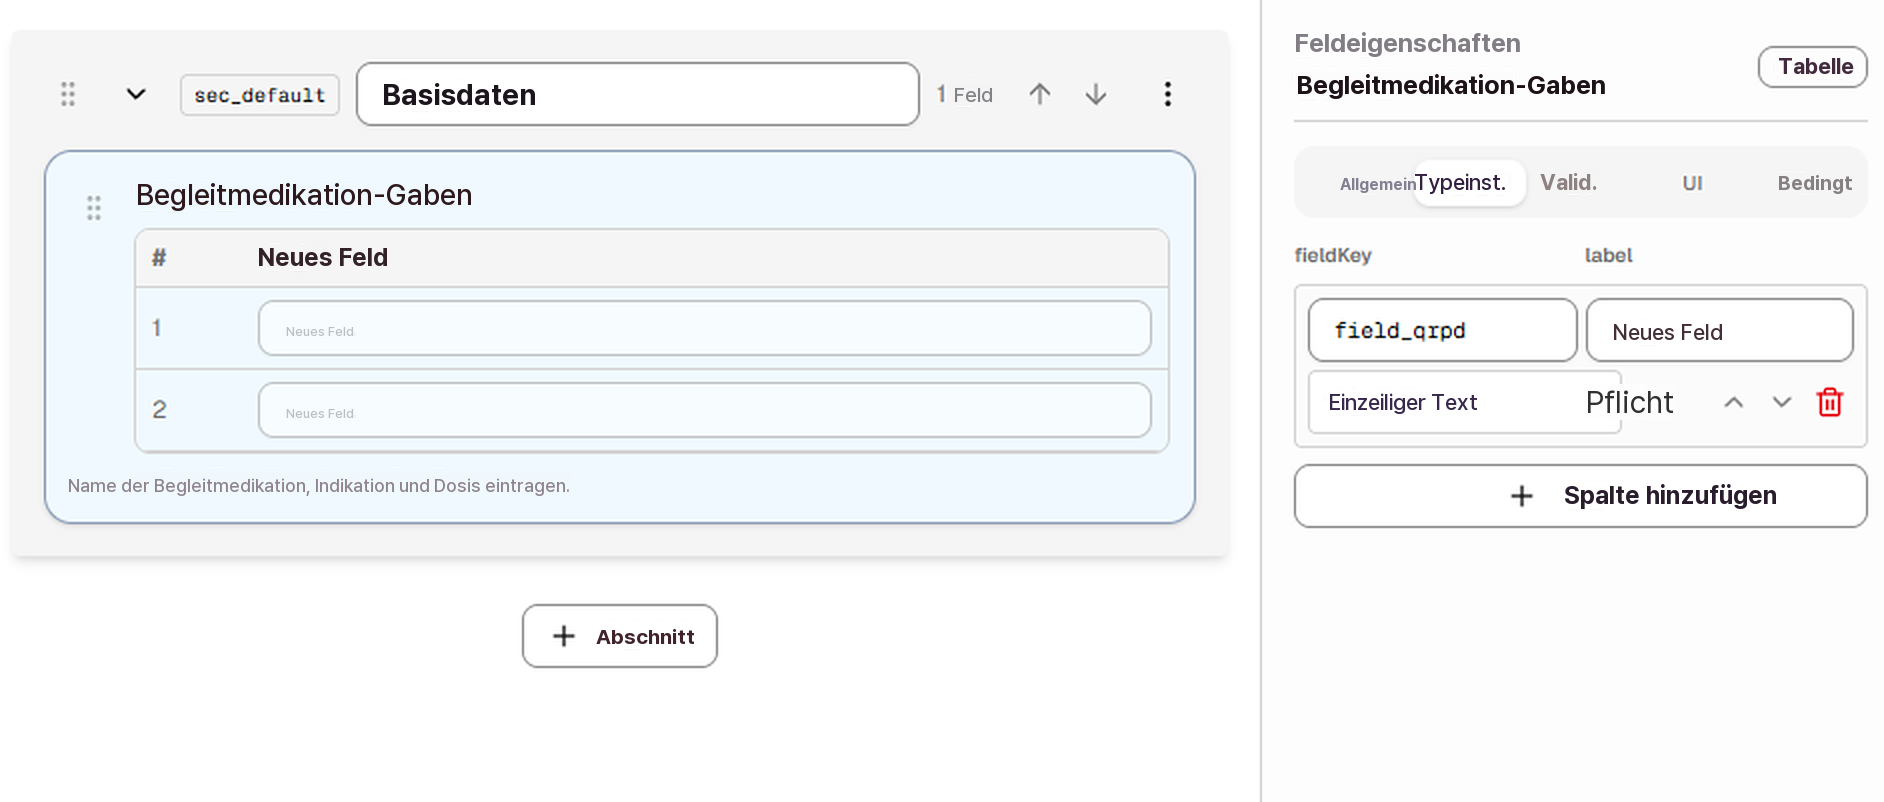 sec_default
Basisdaten
1 Feld
Begleitmedikation-Gaben
# Neues Feld
1 Neues Feld
2 Neues Feld
Name der Begleitmedikation, Indikation und Dosis eintragen.
+ Abschnitt
Feldeigenschaften
Begleitmedikation-Gaben
Tabelle
Allgemein Typeinst. Valid. UI Bedingt
fieldKey label
field_qrpd Neues Feld
Einzeiliger Text Pflicht
+ Spalte hinzufügen